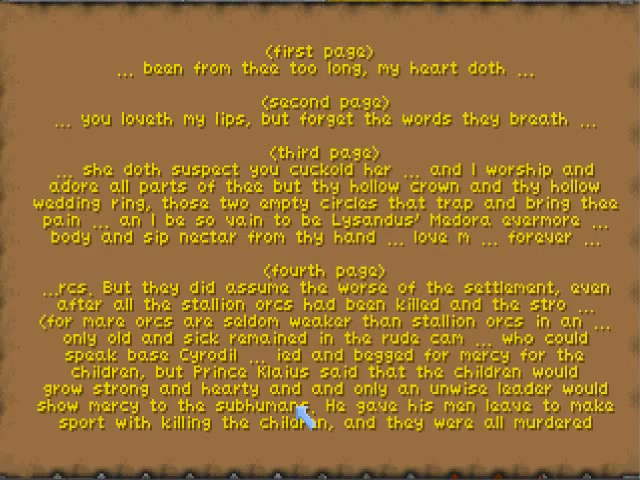 (first page)
... been from thee too long, my heart doth ...
(second page)
... you loveth my lips, but forget the words they breath ...
(third page)
... she doth suspect you cuckold her ... and I worship and
adore all parts of thee but thy hollow crown and thy hollow
wedding ring, those two empty circles that trap and bring thee
pain ... an I be so vain to be Lysandus' Medora evermore ...
body and sip nectar from thy hand ... love m ... forever ...
(fourth page)
...rcs. But they did assume the worse of the settlement, even
after all the stallion orcs had been killed and the stro ...
(for mare orcs are seldom weaker than stallion orcs in an ...
only old and sick remained in the rude cam ... who could
speak base Cyrodil ... ied and begged for mercy for the
children, but Prince Klaius said that the children would
grow strong and hearty and and only an unwise leader would
show mercy to the subhumans. He gave his men leave to make
sport with killing the children, and they were all murdered